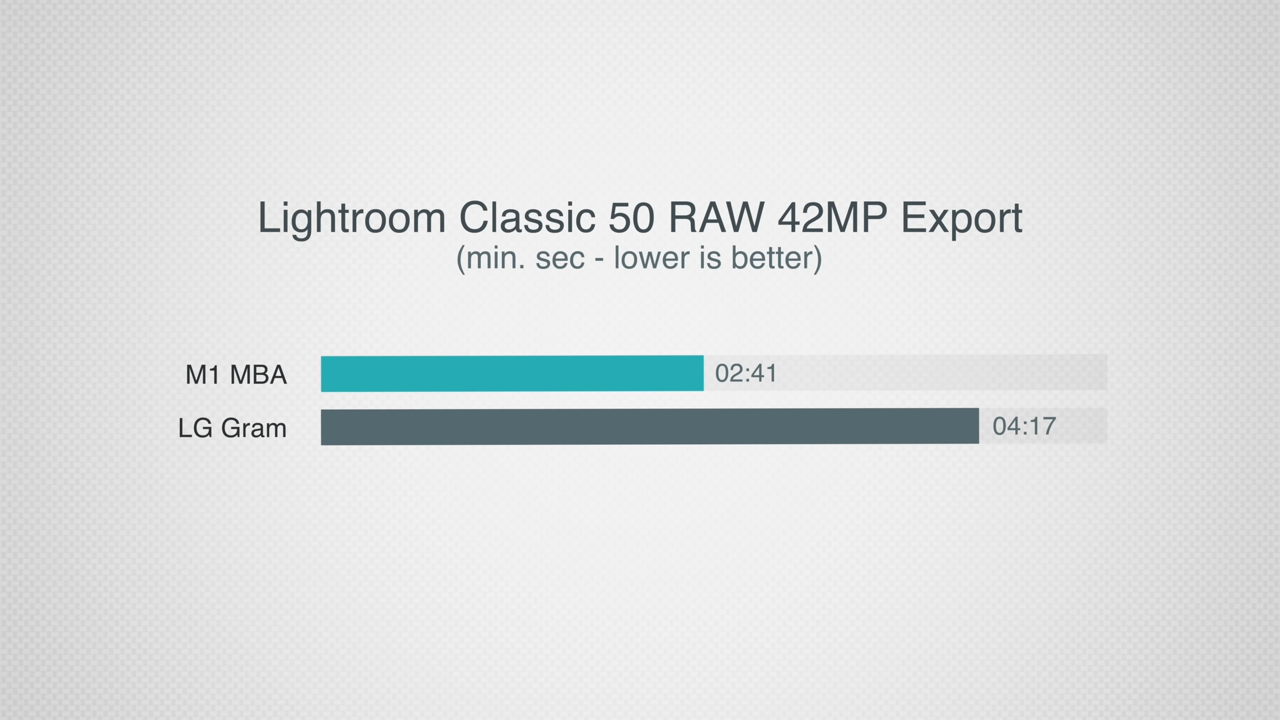 Lightroom Classic 50 RAW 42MP Export
(min. sec - lower is better)
M1 MBA 02:41
LG Gram 04:17